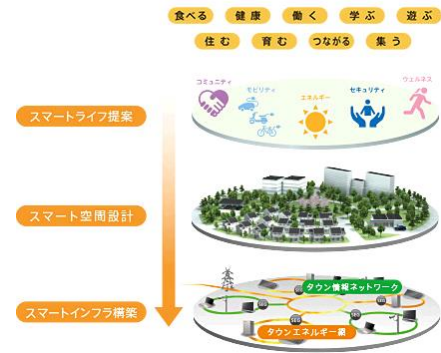 食べる 健康 働く 学ぶ 遊ぶ
住む 育む つながる 集う
コミュニティ モビリティ エネルギー セキュリティ ウェルネス
スマートライフ提案
スマート空間設計
タウン情報ネットワーク
スマートインフラ構築
タウンエネルギー網